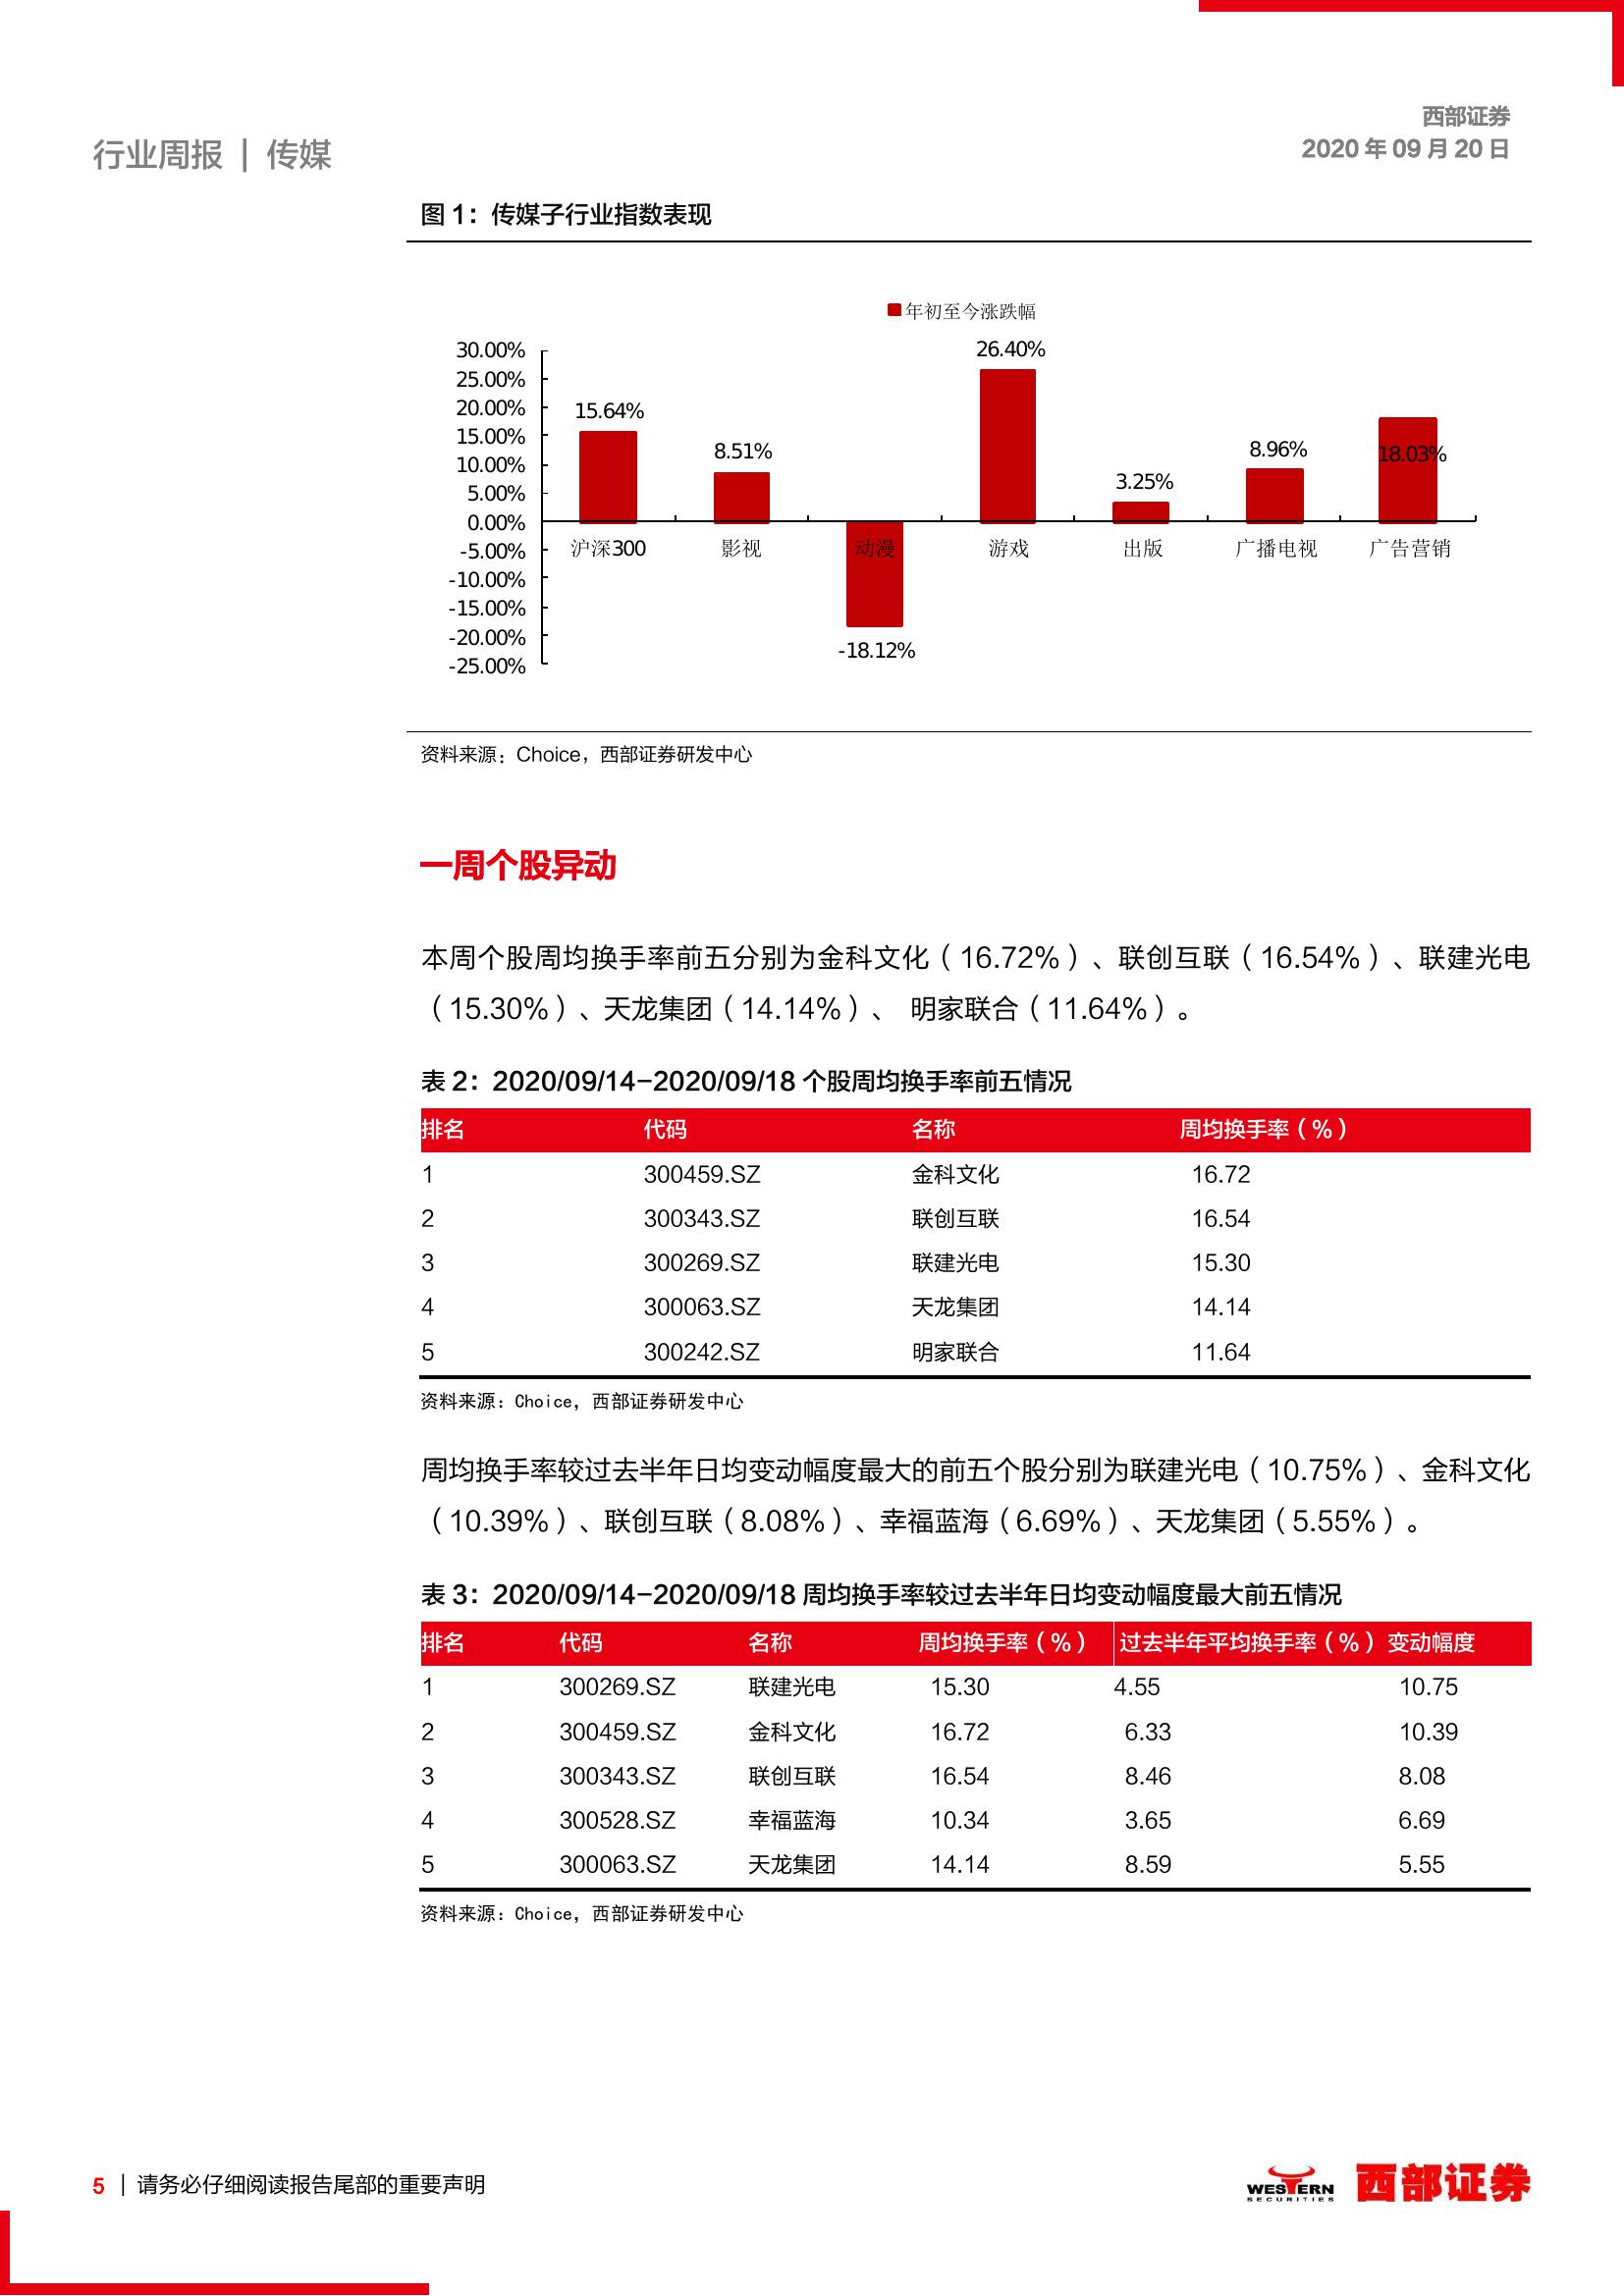 西部证券
行业周报 | 传媒
2020 年 09 月 20 日
图 1：传媒子行业指数表现
年初至今涨跌幅
30.00%
25.00%
20.00%
15.00%
10.00%
5.00%
0.00%
-5.00%
-10.00%
-15.00%
-20.00%
-25.00%
15.64%
8.51%
-18.12%
26.40%
3.25%
8.96%
18.03%
沪深300 影视 动漫 游戏 出版 广播电视 广告营销
资料来源：Choice，西部证券研发中心
一周个股异动
本周个股周均换手率前五分别为金科文化（16.72%）、联创互联（16.54%）、联建光电
（15.30%）、天龙集团（14.14%）、 明家联合（11.64%）。
表 2：2020/09/14-2020/09/18 个股周均换手率前五情况
排名 代码 名称 周均换手率（%）
1 300459.SZ 金科文化 16.72
2 300343.SZ 联创互联 16.54
3 300269.SZ 联建光电 15.30
4 300063.SZ 天龙集团 14.14
5 300242.SZ 明家联合 11.64
资料来源：Choice，西部证券研发中心
周均换手率较过去半年日均变动幅度最大的前五个股分别为联建光电（10.75%）、金科文化
（10.39%）、联创互联（8.08%）、幸福蓝海（6.69%）、天龙集团（5.55%）。
表 3：2020/09/14-2020/09/18 周均换手率较过去半年日均变动幅度最大前五情况
排名 代码 名称 周均换手率（%） 过去半年平均换手率（%） 变动幅度
1 300269.SZ 联建光电 15.30 4.55 10.75
2 300459.SZ 金科文化 16.72 6.33 10.39
3 300343.SZ 联创互联 16.54 8.46 8.08
4 300528.SZ 幸福蓝海 10.34 3.65 6.69
5 300063.SZ 天龙集团 14.14 8.59 5.55
资料来源：Choice，西部证券研发中心
5 | 请务必仔细阅读报告尾部的重要声明
WESTERN
SECURITIES
西部证券